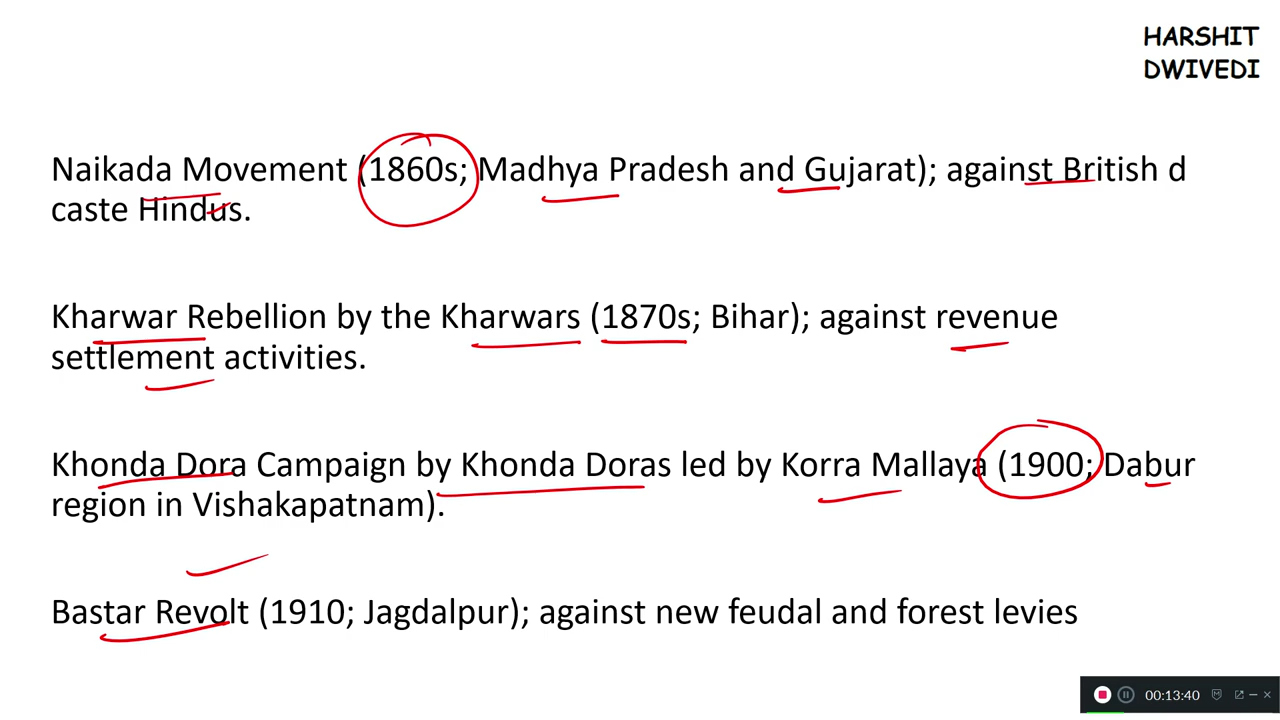 HARSHIT
DWIVEDI
Naikada Movement (1860s; Madhya Pradesh and Gujarat); against British d
caste Hindus.
Kharwar Rebellion by the Kharwars (1870s; Bihar); against revenue
settlement activities.
Khonda Dora Campaign by Khonda Doras led by Korra Mallaya (1900; Dabur
region in Vishakapatnam).
Bastar Revolt (1910; Jagdalpur); against new feudal and forest levies
00:13:40